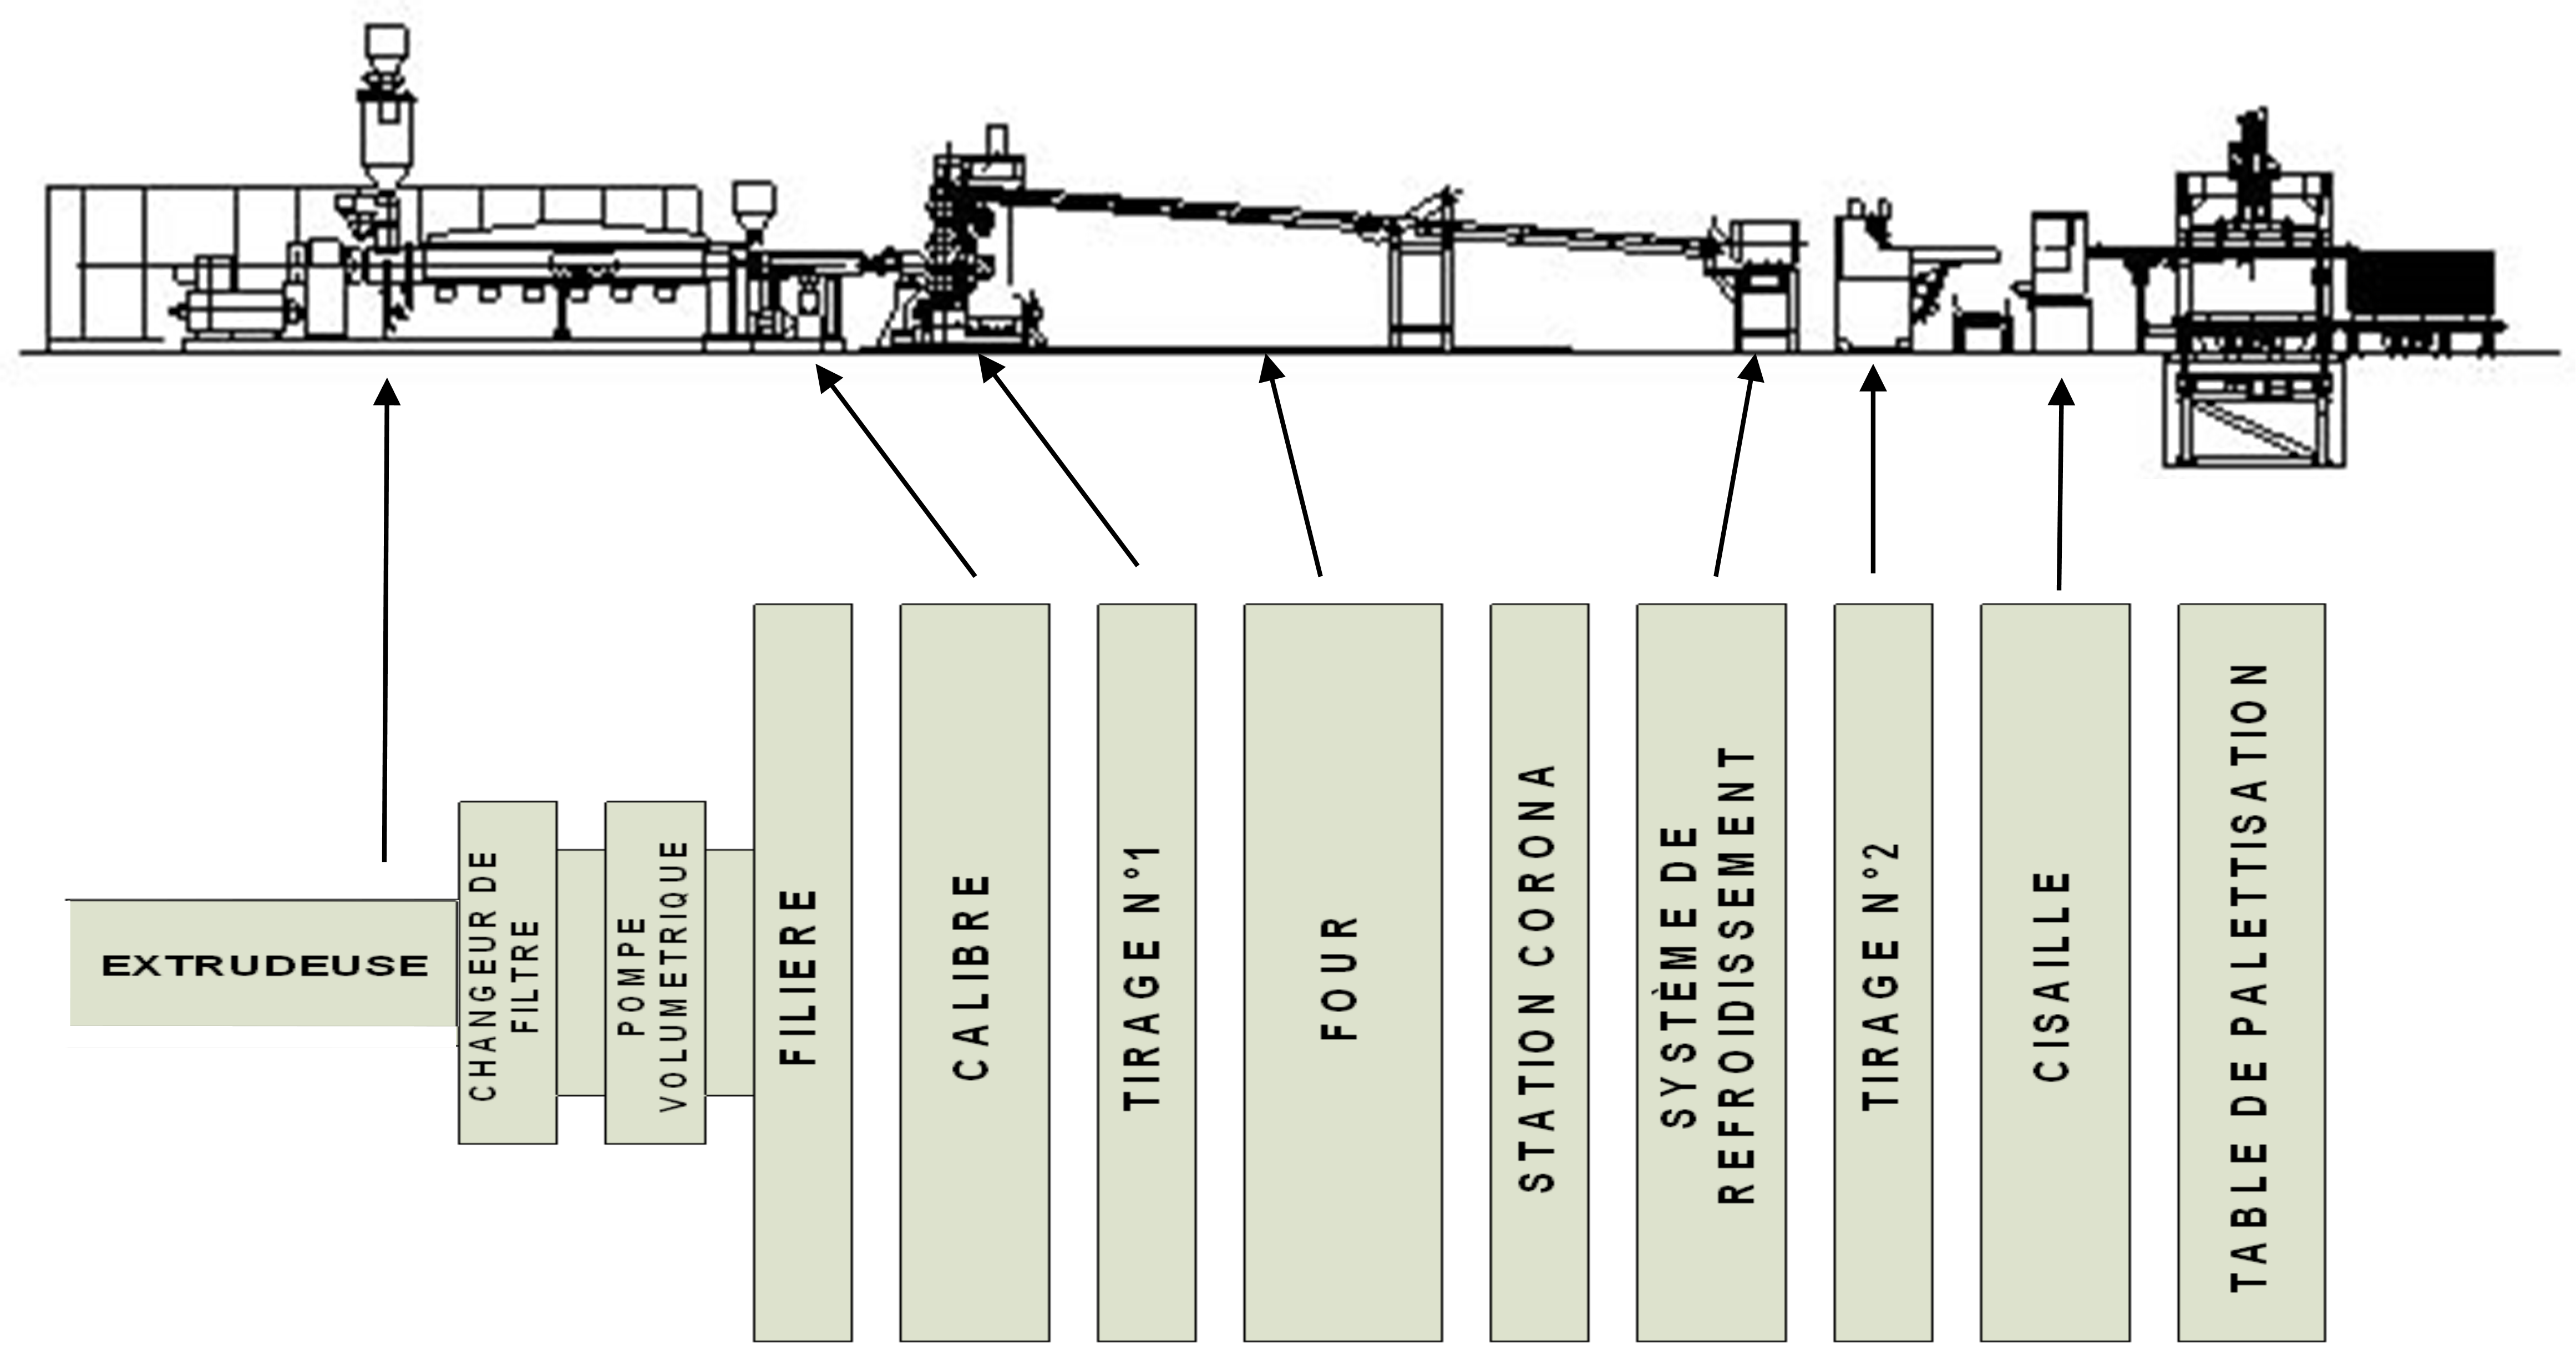 EXTRUDEUSE
CHANGEUR DE
FILTRE
POMPE
VOLUMETRIQUE
FILIERE
CALIBRE
TIRAGE N°1
FOUR
STATION CORONA
SYSTÈME DE
REFROIDISSEMENT
TIRAGE N°2
CISAILLE
TABLE DE PALETTISATION